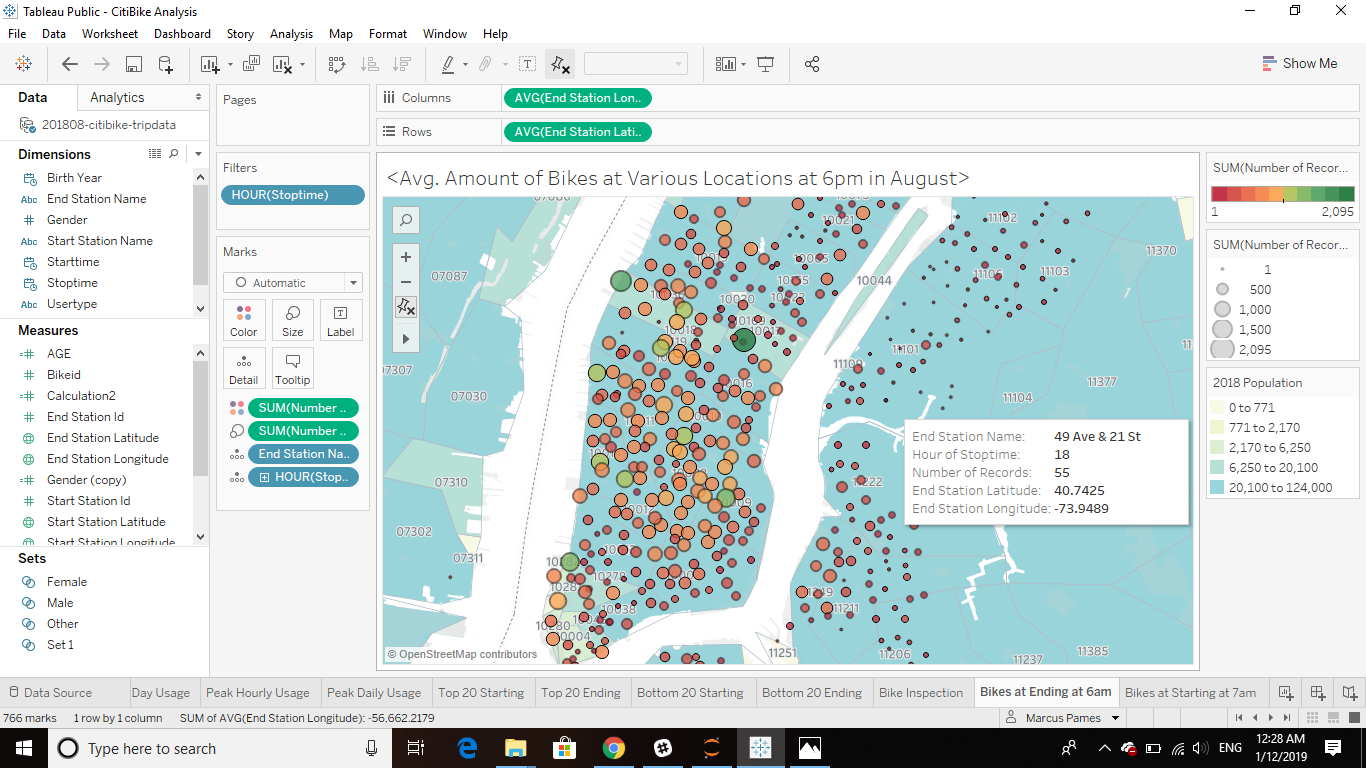 Tableau Public - CitiBike Analysis
File Data Worksheet Dashboard Story Analysis Map Format Window Help
Show Me
Data Analytics
201808-citibike-tripdata
Dimensions
Birth Year
Abc End Station Name
Gender
Abc Start Station Name
Starttime
Stoptime
Abc Usertype
Measures
AGE
Bikeid
Calculation2
End Station Id
End Station Latitude
End Station Longitude
Gender (copy)
Start Station Id
Start Station Latitude
Start Station Longitude
Sets
Female
Male
Other
Set 1
Pages
Filters
HOUR(Stoptime)
Marks
Automatic
Color Size Label
Detail Tooltip
SUM(Number ..
SUM(Number ..
End Station Na..
HOUR(Stop..
Columns AVG(End Station Lon..
Rows AVG(End Station Lati..
<Avg. Amount of Bikes at Various Locations at 6pm in August>
07087
07307
07030
07310
07302
07311
10021
10044
11102
11370
11106
11103
11101
11109
11377
11104
11222
11211
11206
11237
11385
11251
10278
10038
10280
10004
10020
10018
10016
End Station Name: 49 Ave & 21 St
Hour of Stoptime: 18
Number of Records: 55
End Station Latitude: 40.7425
End Station Longitude: -73.9489
© OpenStreetMap contributors
SUM(Number of Recor...
1 2,095
SUM(Number of Recor...
1
500
1,000
1,500
2,095
2018 Population
0 to 771
771 to 2,170
2,170 to 6,250
6,250 to 20,100
20,100 to 124,000
Data Source Day Usage Peak Hourly Usage Peak Daily Usage Top 20 Starting Top 20 Ending Bottom 20 Starting Bottom 20 Ending Bike Inspection Bikes at Ending at 6am Bikes at Starting at 7am
766 marks 1 row by 1 column SUM of AVG(End Station Longitude): -56,662.2179 Marcus Pames
Type here to search
ENG
12:28 AM
1/12/2019